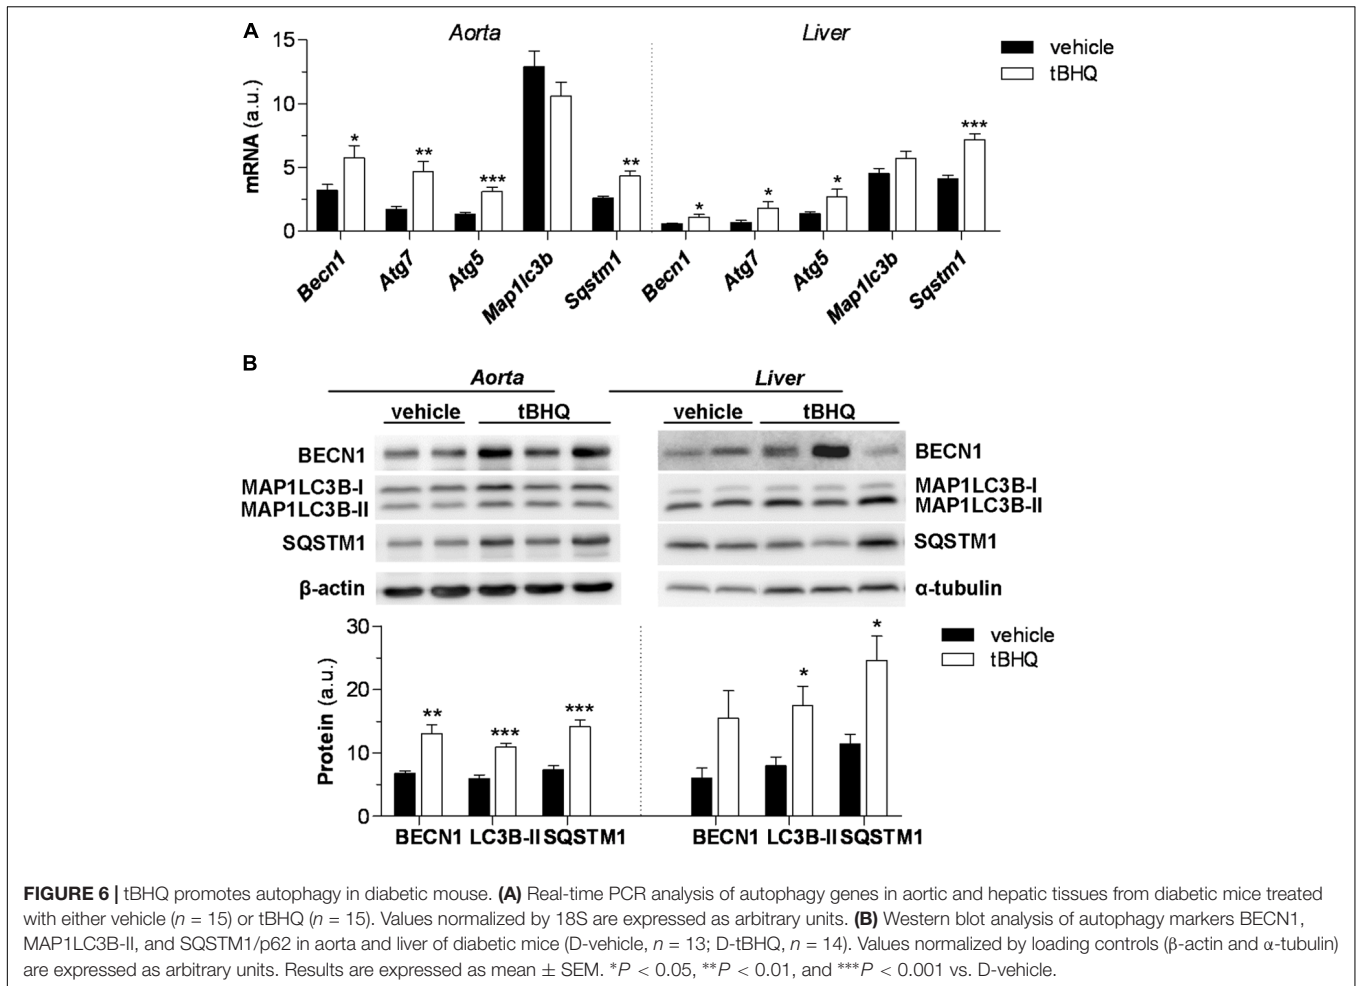 A
Aorta
Liver
vehicle
tBHQ
mRNA (a.u.)
15
10
5
0
* ** *** ** * * * ***
Becn1 Atg7 Atg5 Map1lc3b Sqstm1 Becn1 Atg7 Atg5 Map1lc3b Sqstm1
B
Aorta
Liver
vehicle tBHQ vehicle tBHQ
BECN1 BECN1
MAP1LC3B-I MAP1LC3B-I
MAP1LC3B-II MAP1LC3B-II
SQSTM1 SQSTM1
β-actin α-tubulin
Protein (a.u.)
30
20
10
0
** *** *** * *
vehicle
tBHQ
BECN1 LC3B-II SQSTM1 BECN1 LC3B-II SQSTM1
FIGURE 6 | tBHQ promotes autophagy in diabetic mouse. (A) Real-time PCR analysis of autophagy genes in aortic and hepatic tissues from diabetic mice treated
with either vehicle (n = 15) or tBHQ (n = 15). Values normalized by 18S are expressed as arbitrary units. (B) Western blot analysis of autophagy markers BECN1,
MAP1LC3B-II, and SQSTM1/p62 in aorta and liver of diabetic mice (D-vehicle, n = 13; D-tBHQ, n = 14). Values normalized by loading controls (β-actin and α-tubulin)
are expressed as arbitrary units. Results are expressed as mean ± SEM. *P < 0.05, **P < 0.01, and ***P < 0.001 vs. D-vehicle.